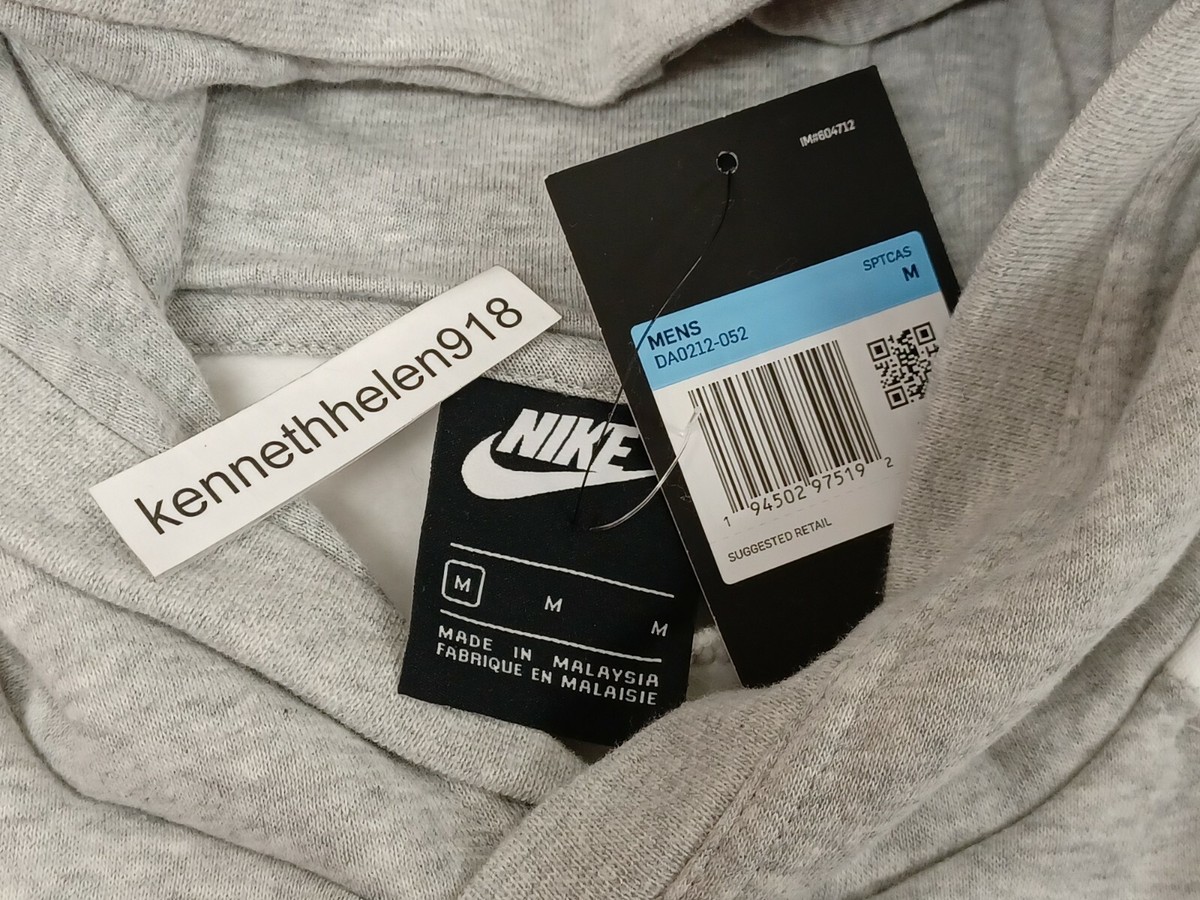 IM#604712
SPTCAS
M
MENS
DA0212-052
1 94502 97519 2
SUGGESTED RETAIL
kennethhelen918
NIKE
M M M
MADE IN MALAYSIA
FABRIQUE EN MALAISIE